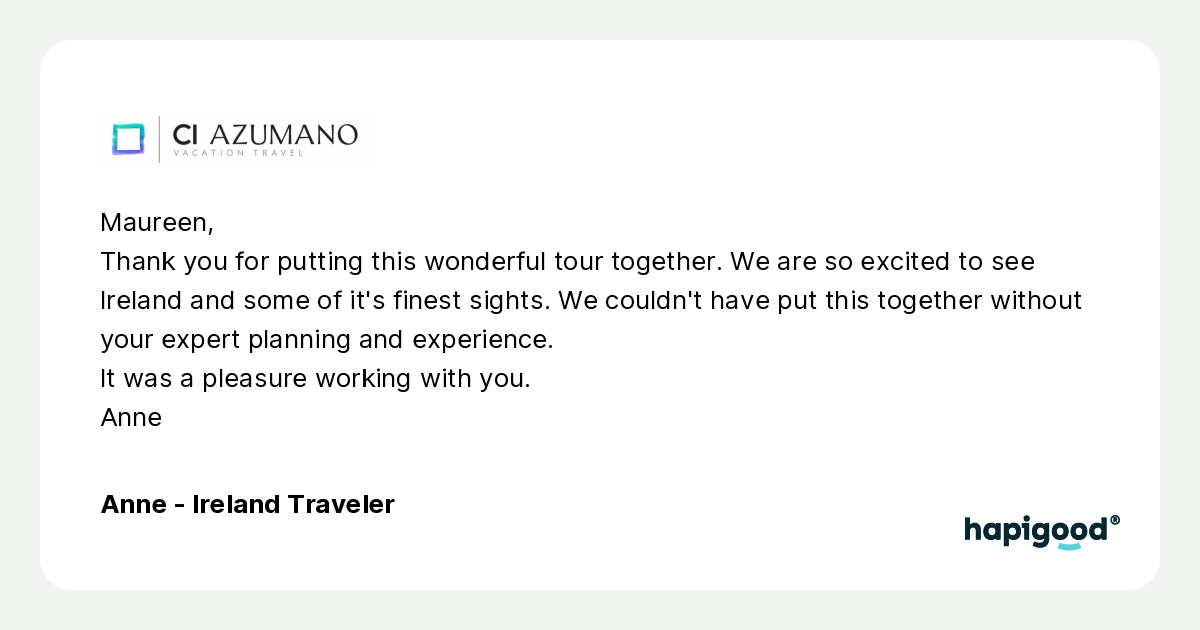 CI AZUMANO
VACATION TRAVEL
Maureen,
Thank you for putting this wonderful tour together. We are so excited to see
Ireland and some of it's finest sights. We couldn't have put this together without
your expert planning and experience.
It was a pleasure working with you.
Anne
Anne - Ireland Traveler
hapigood®